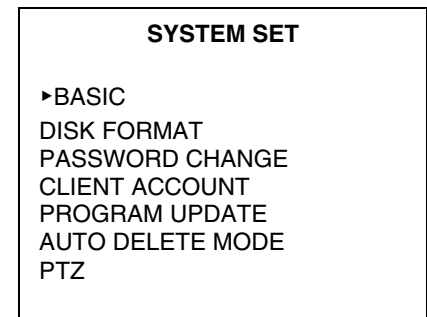 SYSTEM SET
▸BASIC
DISK FORMAT
PASSWORD CHANGE
CLIENT ACCOUNT
PROGRAM UPDATE
AUTO DELETE MODE
PTZ